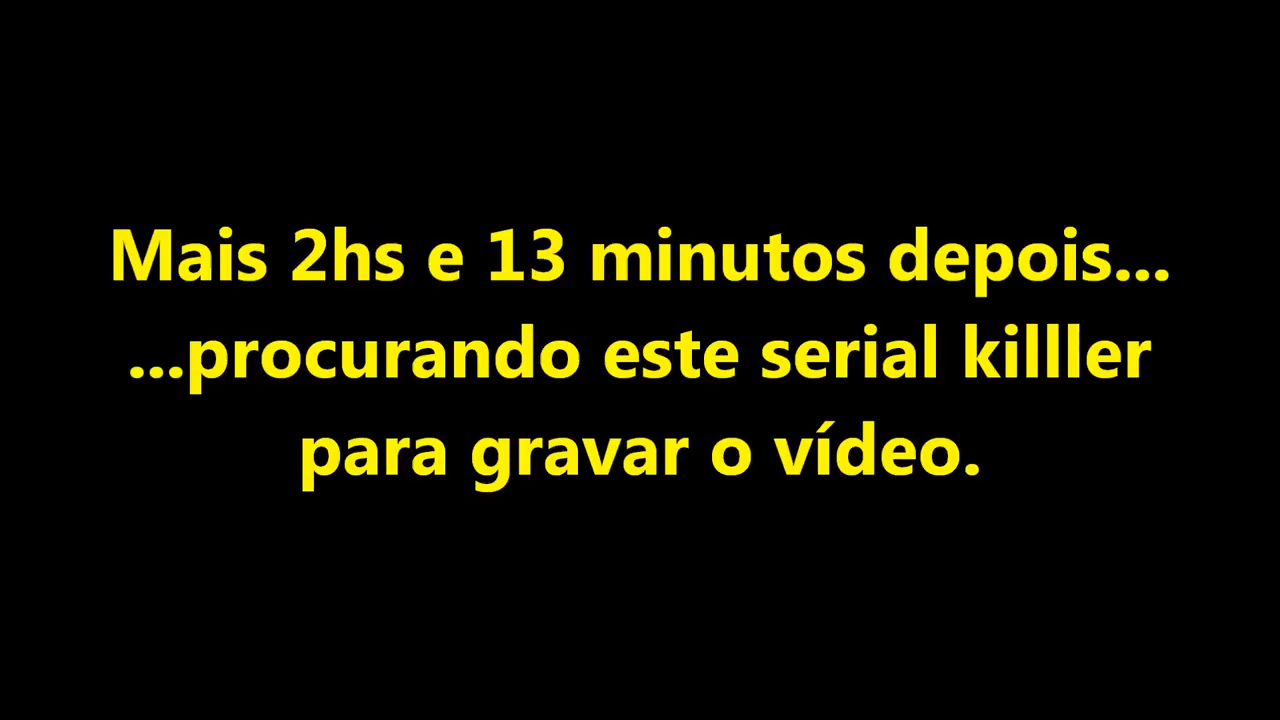 Mais 2hs e 13 minutos depois...
...procurando este serial killler
para gravar o vídeo.